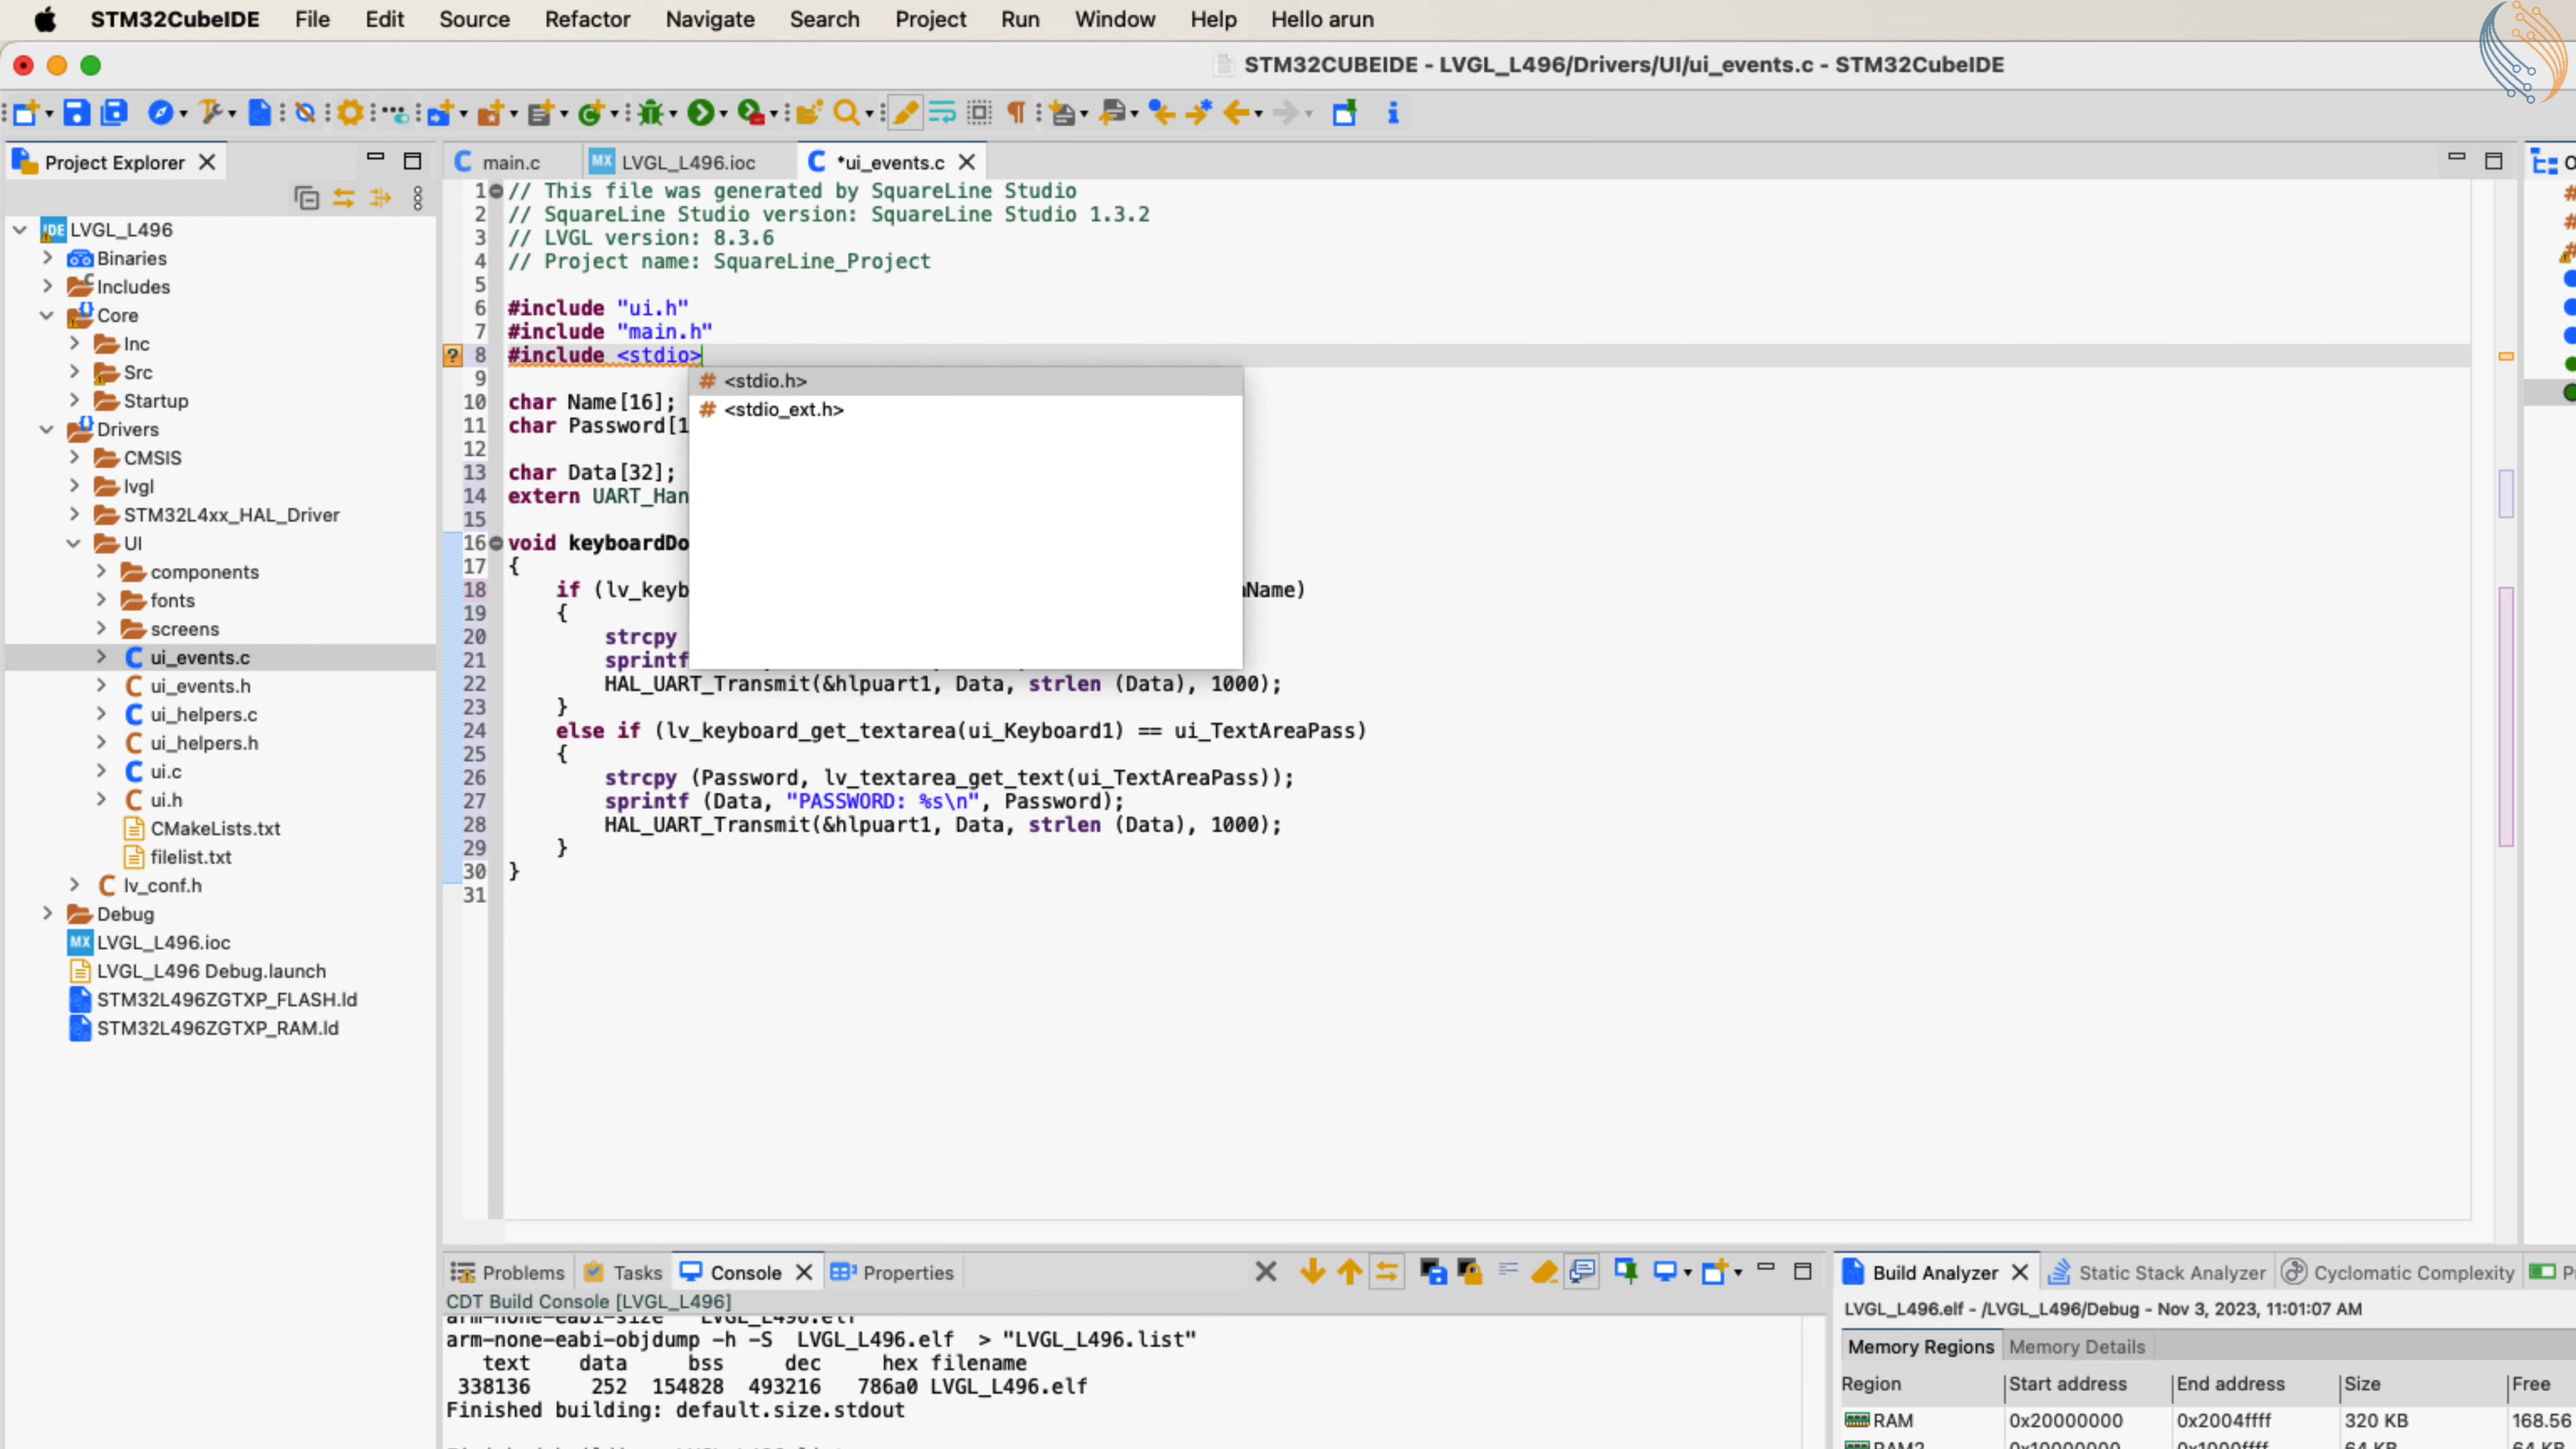 STM32CubeIDE File Edit Source Refactor Navigate Search Project Run Window Help Hello arun
STM32CUBEIDE - LVGL_L496/Drivers/UI/ui_events.c - STM32CubeIDE
Project Explorer
main.c
LVGL_L496.ioc
*ui_events.c
LVGL_L496
Binaries
Includes
Core
Inc
Src
Startup
Drivers
CMSIS
lvgl
STM32L4xx_HAL_Driver
UI
components
fonts
screens
ui_events.c
ui_events.h
ui_helpers.c
ui_helpers.h
ui.c
ui.h
CMakeLists.txt
filelist.txt
lv_conf.h
Debug
LVGL_L496.ioc
LVGL_L496 Debug.launch
STM32L496ZGTXP_FLASH.ld
STM32L496ZGTXP_RAM.ld
1 // This file was generated by SquareLine Studio
2 // SquareLine Studio version: SquareLine Studio 1.3.2
3 // LVGL version: 8.3.6
4 // Project name: SquareLine_Project
5
6 #include "ui.h"
7 #include "main.h"
8 #include <stdio>
9
10 char Name[16];
11 char Password[1
12
13 char Data[32];
14 extern UART_Han
15
16 void keyboardDo
17 {
18 if (lv_keyb
Name)
19 {
20 strcpy
21 sprintf
22 HAL_UART_Transmit(&hlpuart1, Data, strlen (Data), 1000);
23 }
24 else if (lv_keyboard_get_textarea(ui_Keyboard1) == ui_TextAreaPass)
25 {
26 strcpy (Password, lv_textarea_get_text(ui_TextAreaPass));
27 sprintf (Data, "PASSWORD: %s\n", Password);
28 HAL_UART_Transmit(&hlpuart1, Data, strlen (Data), 1000);
29 }
30 }
31
# <stdio.h>
# <stdio_ext.h>
Problems Tasks Console Properties
CDT Build Console [LVGL_L496]
arm-none-eabi-size LVGL_L496.elf
arm-none-eabi-objdump -h -S LVGL_L496.elf > "LVGL_L496.list"
text data bss dec hex filename
338136 252 154828 493216 786a0 LVGL_L496.elf
Finished building: default.size.stdout
Build Analyzer Static Stack Analyzer Cyclomatic Complexity
LVGL_L496.elf - /LVGL_L496/Debug - Nov 3, 2023, 11:01:07 AM
Memory Regions Memory Details
Region Start address End address Size Free
RAM 0x20000000 0x2004ffff 320 KB 168.56